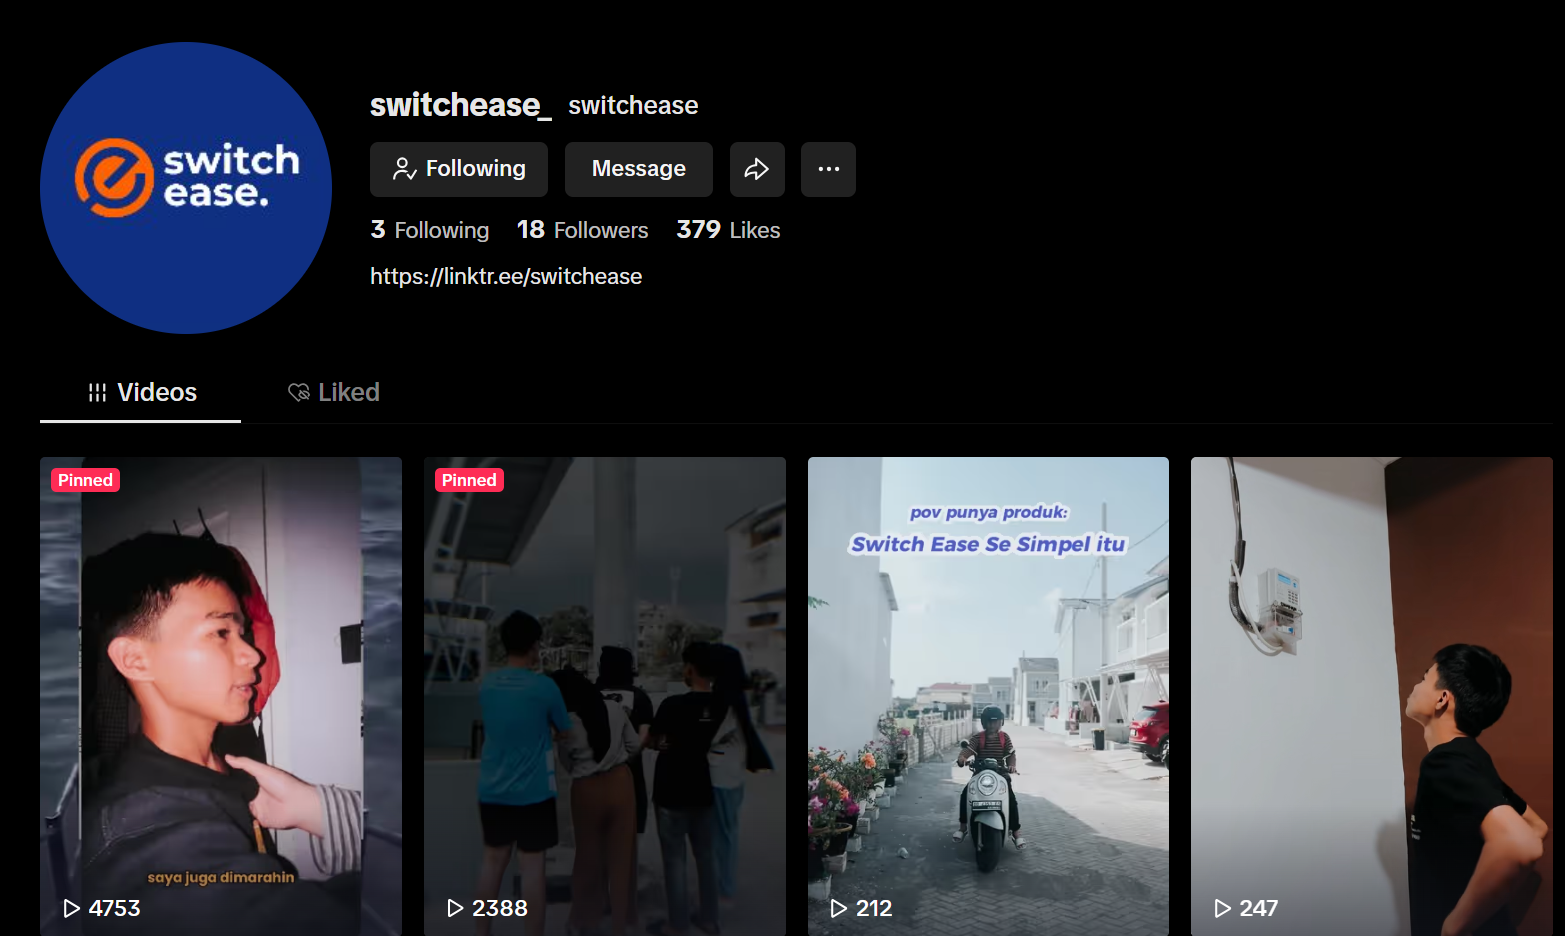 switch
ease.
switchease_ switchease
Following Message
3 Following 18 Followers 379 Likes
https://linktr.ee/switchease
Videos Liked
Pinned
saya juga dimarahin
4753
Pinned
2388
pov punya produk:
Switch Ease Se Simpel itu
212
247